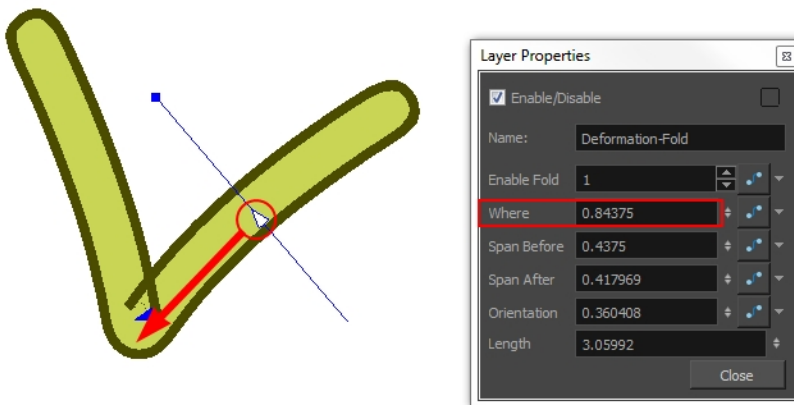 Layer Properties
Enable/Disable
Name: Deformation-Fold
Enable Fold 1
Where 0.84375
Span Before 0.4375
Span After 0.417969
Orientation 0.360408
Length 3.05992
Close